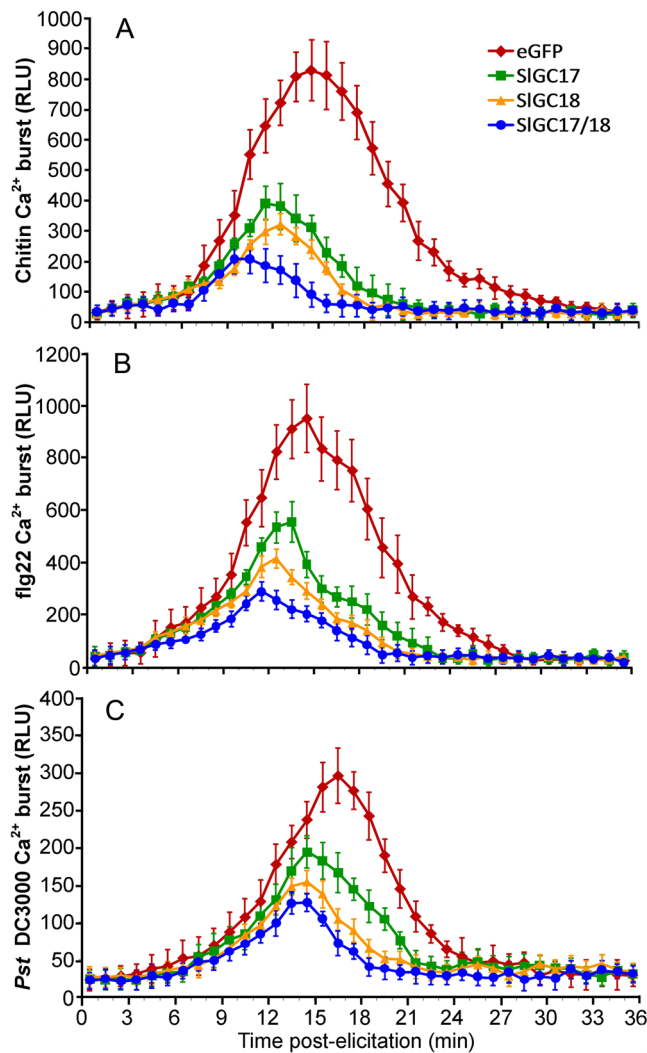 A
1000
900
800
700
600
500
400
300
200
100
0
Chitin Ca²⁺ burst (RLU)
eGFP
SlGC17
SlGC18
SlGC17/18
B
1200
1000
800
600
400
200
0
flg22 Ca²⁺ burst (RLU)
C
400
350
300
250
200
150
100
50
0
Pst DC3000 Ca²⁺ burst (RLU)
0 3 6 9 12 15 18 21 24 27 30 33 36
Time post-elicitation (min)